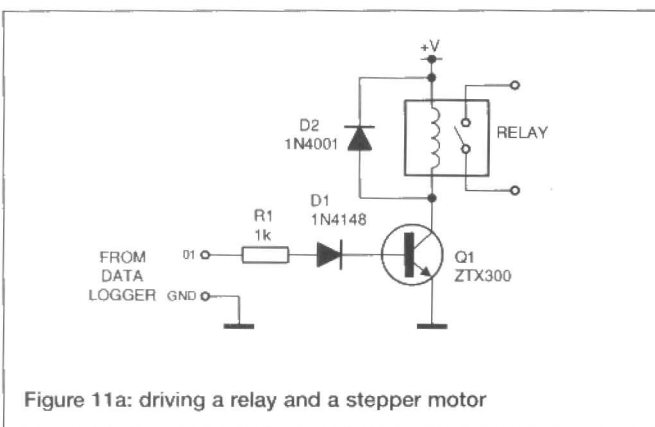 +V
D2
1N4001
RELAY
D1
1N4148
R1
1k
FROM
DATA
LOGGER
01
GND
Q1
ZTX300
Figure 11a: driving a relay and a stepper motor